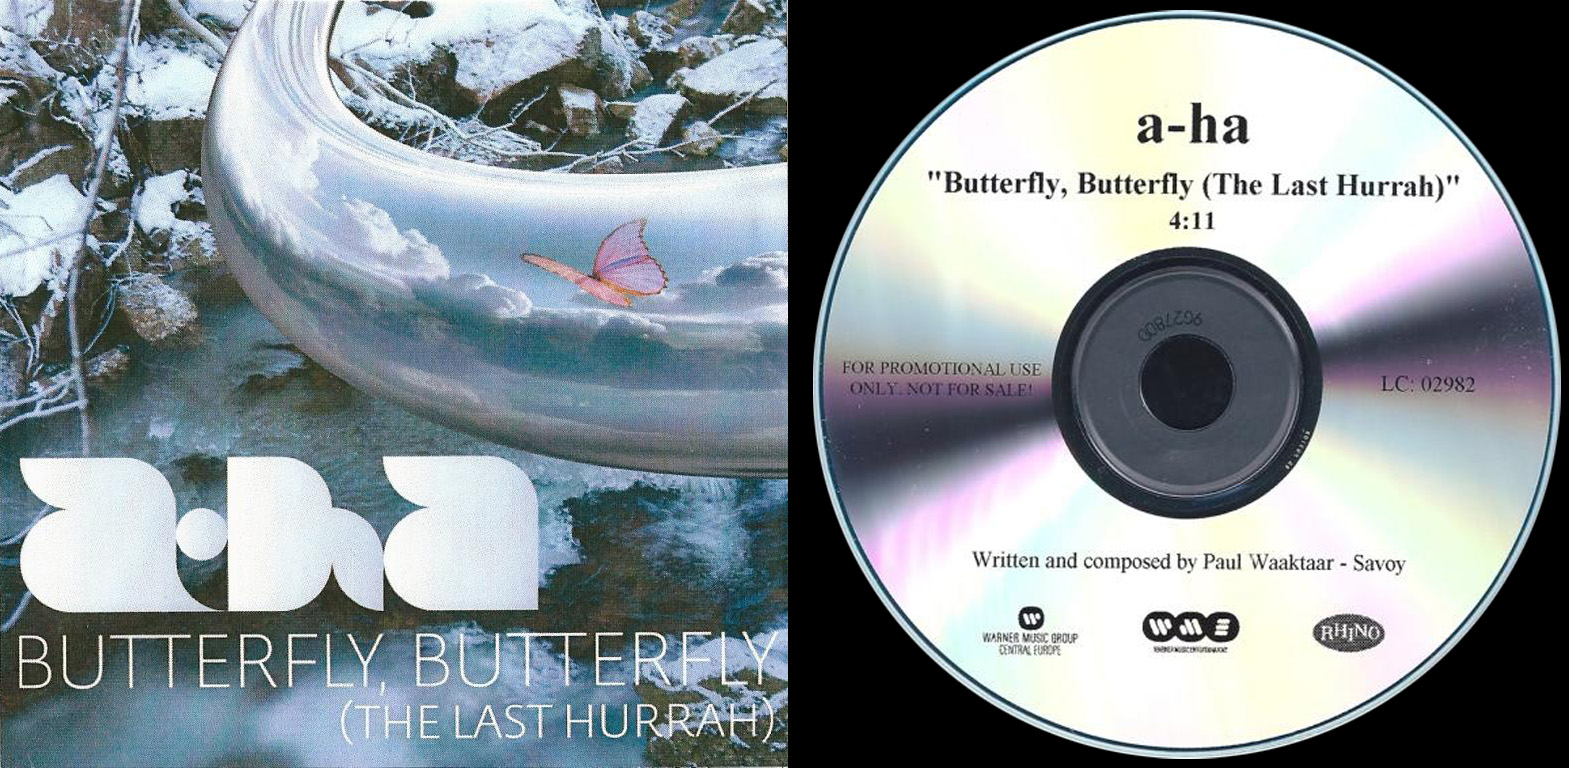 a-ha
BUTTERFLY, BUTTERFLY
(THE LAST HURRAH)
a-ha
"Butterfly, Butterfly (The Last Hurrah)"
4:11
FOR PROMOTIONAL USE
ONLY. NOT FOR SALE!
LC: 02982
Written and composed by Paul Waaktaar - Savoy
WARNER MUSIC GROUP
CENTRAL EUROPE
WME
RHINO